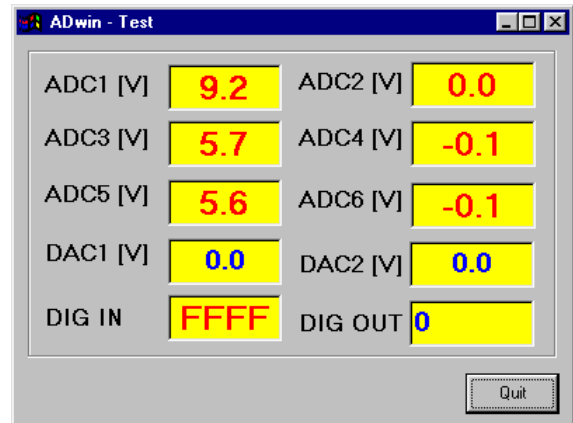 ADwin - Test
ADC1 [V] 9.2 ADC2 [V] 0.0
ADC3 [V] 5.7 ADC4 [V] -0.1
ADC5 [V] 5.6 ADC6 [V] -0.1
DAC1 [V] 0.0 DAC2 [V] 0.0
DIG IN FFFF DIG OUT 0
Quit